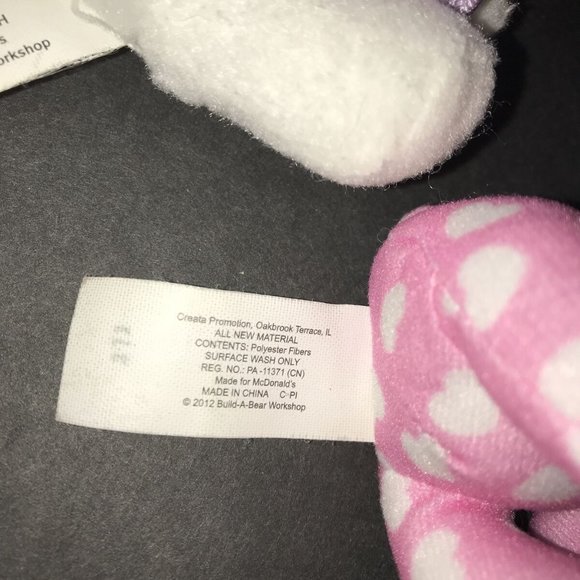 H
s
orkshop
Creata Promotion, Oakbrook Terrace, IL
ALL NEW MATERIAL
CONTENTS: Polyester Fibers
SURFACE WASH ONLY
REG. NO.: PA -11371 (CN)
Made for McDonald's
MADE IN CHINA C-PI
© 2012 Build-A-Bear Workshop